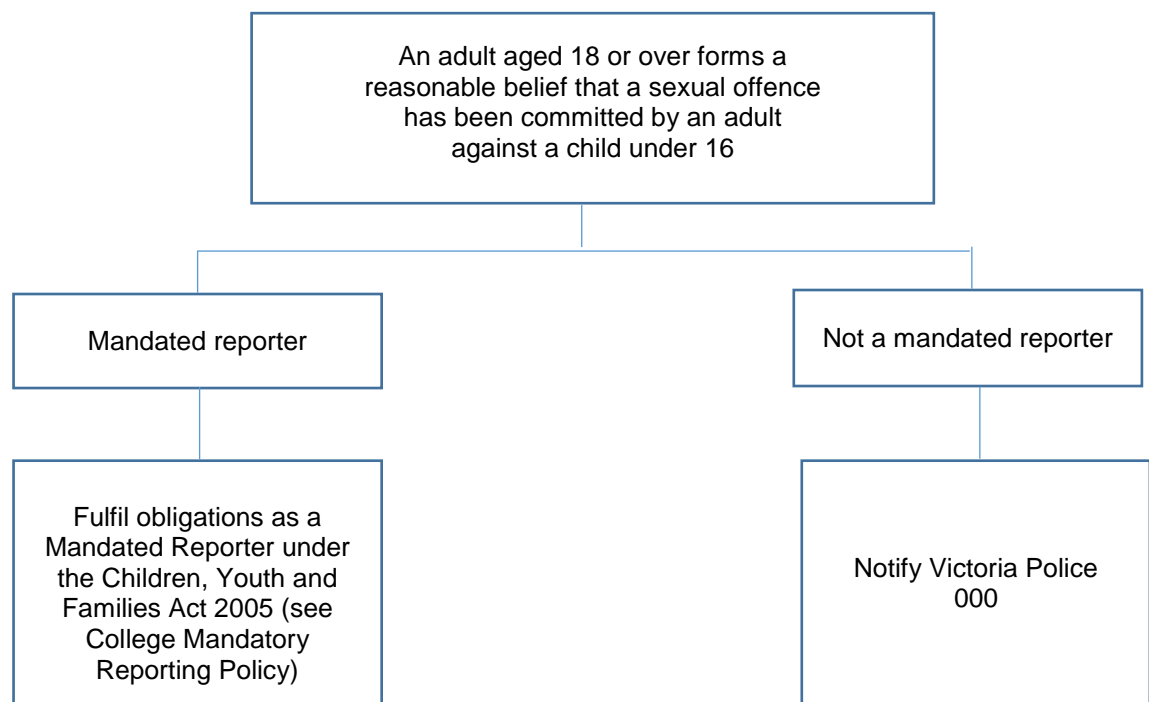 An adult aged 18 or over forms a
reasonable belief that a sexual offence
has been committed by an adult
against a child under 16
Mandated reporter
Not a mandated reporter
Fulfil obligations as a
Mandated Reporter under
the Children, Youth and
Families Act 2005 (see
College Mandatory
Reporting Policy)
Notify Victoria Police
000